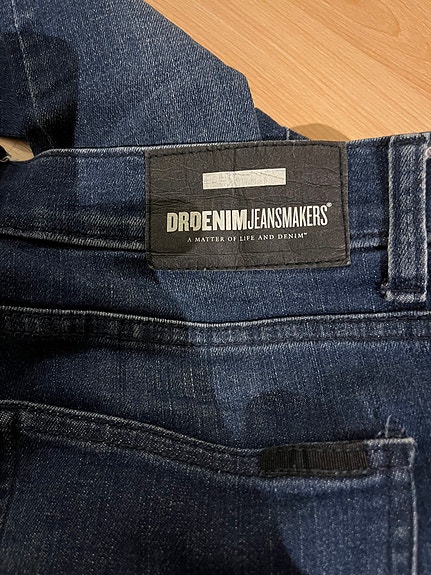 DRDENIMJEANSMAKERS®
A MATTER OF LIFE AND DENIM™